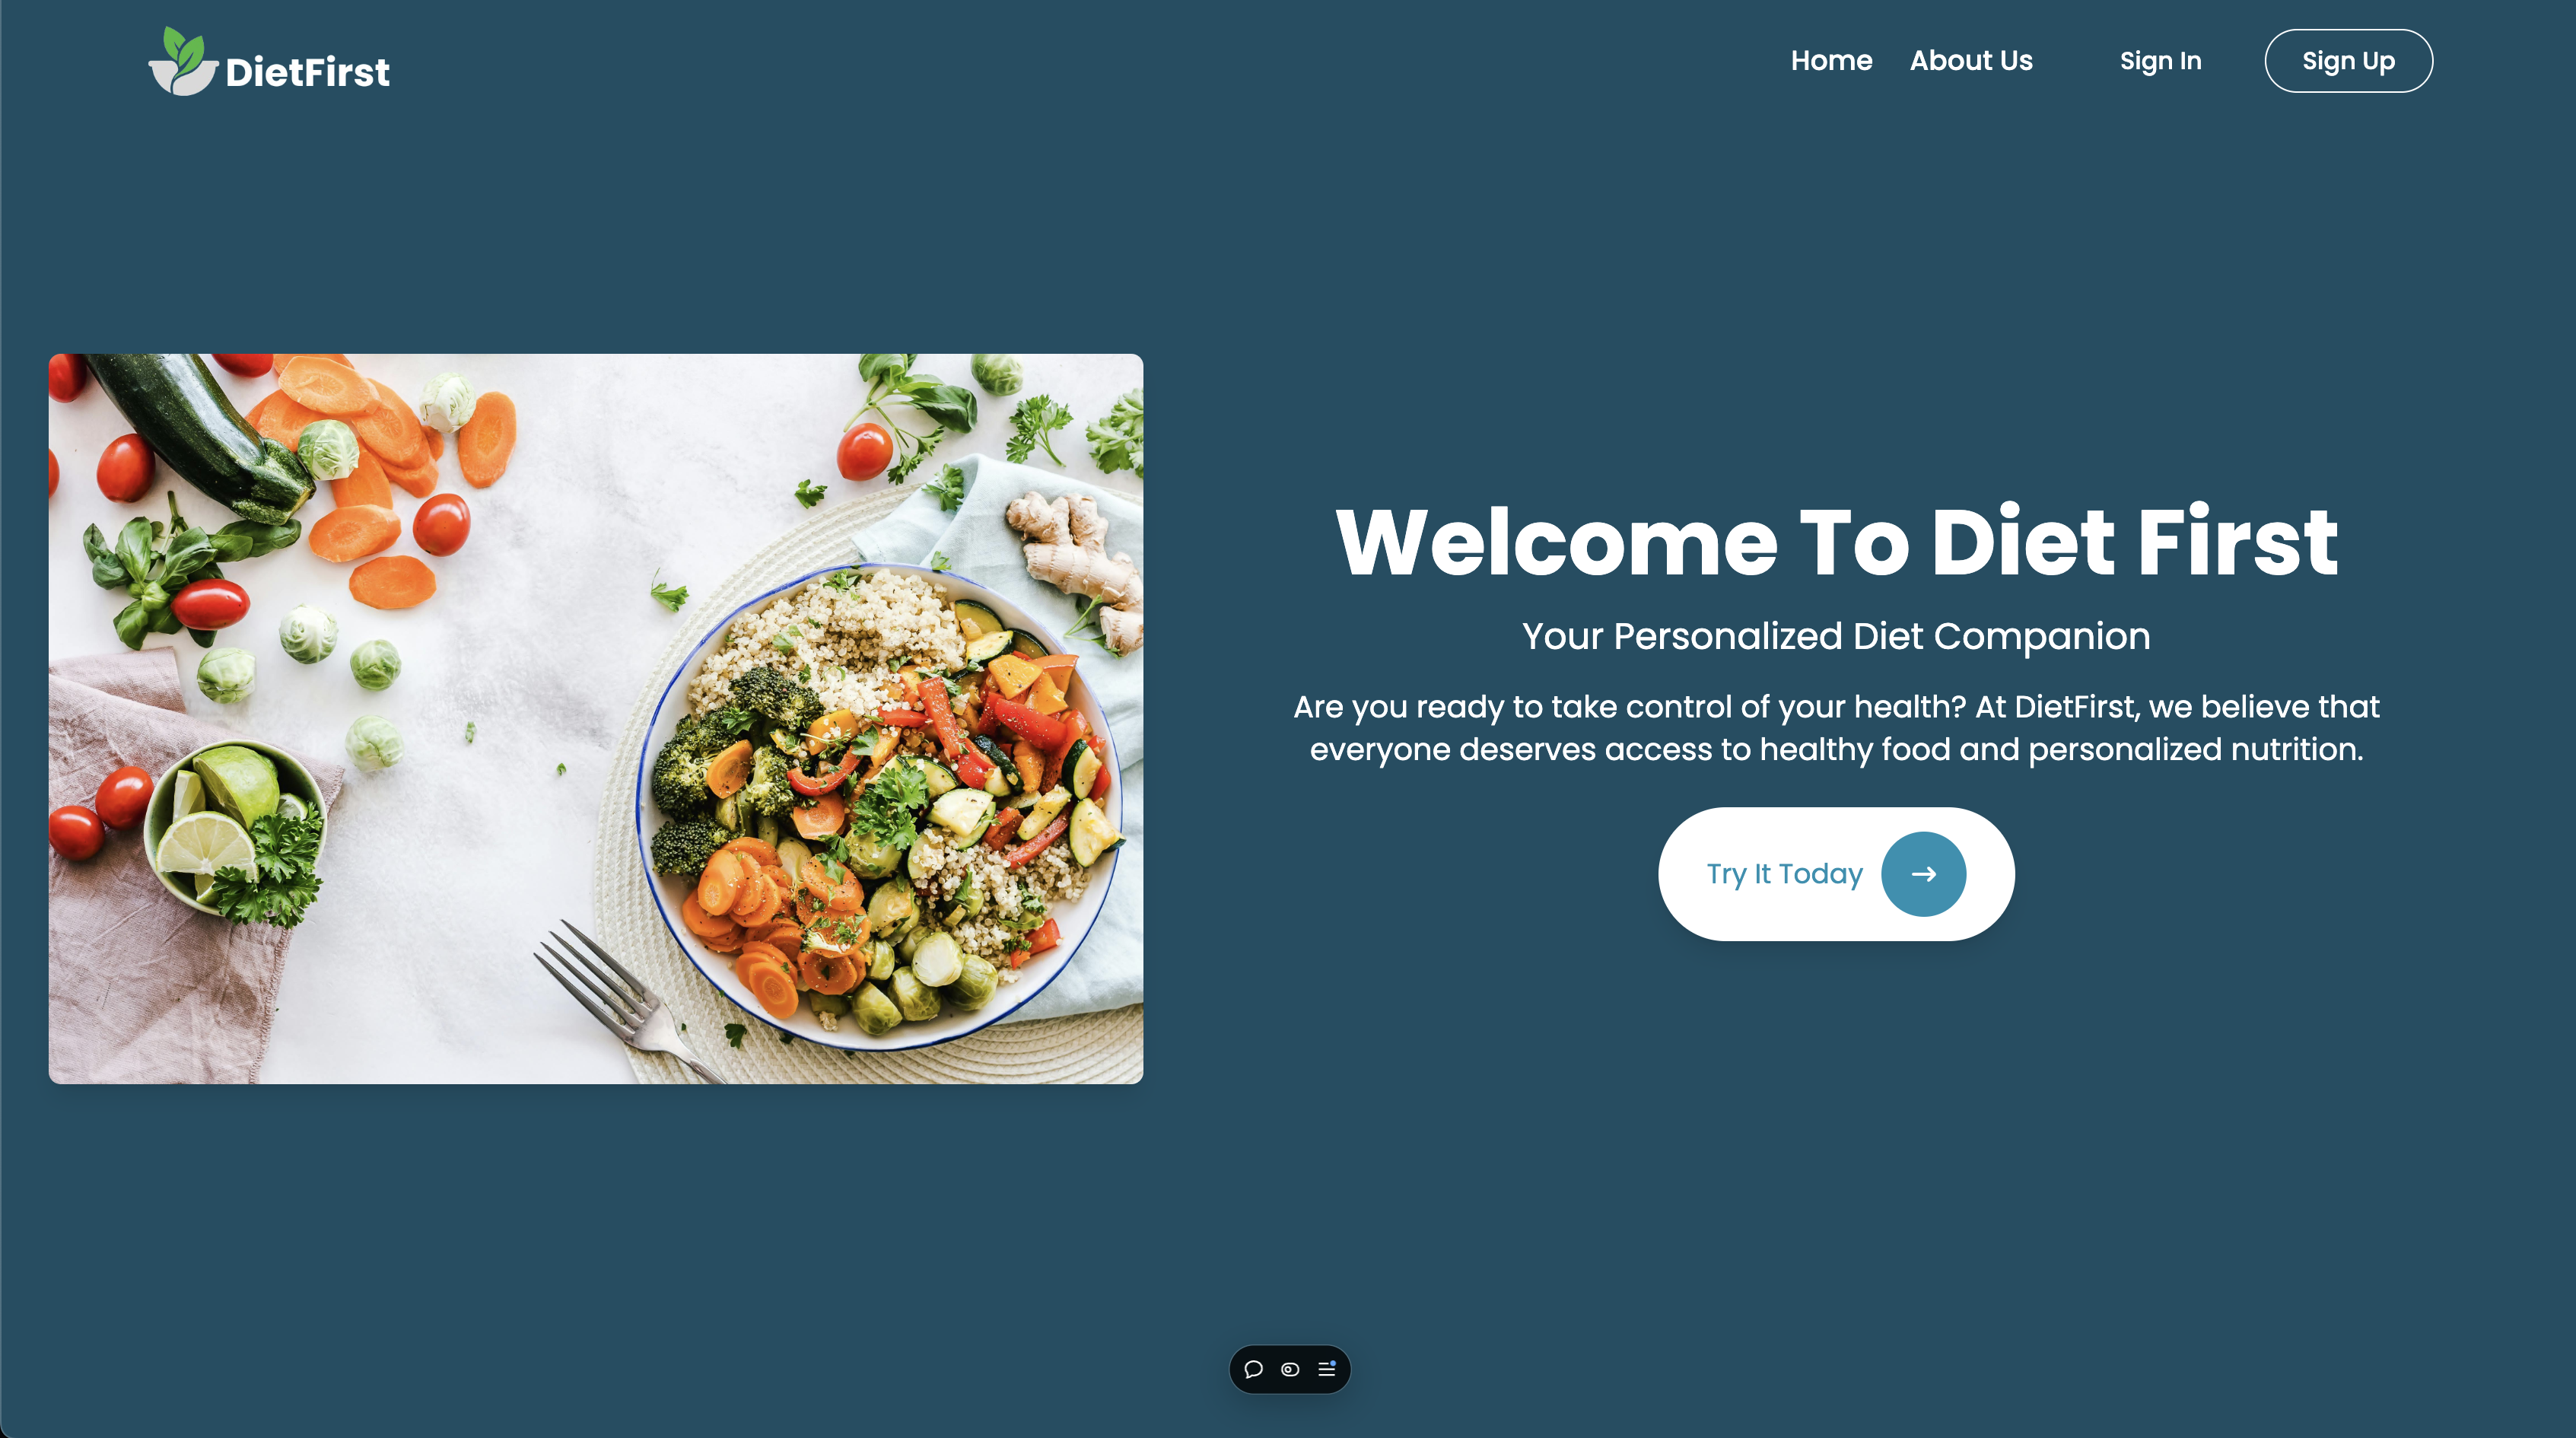 DietFirst
Home
About Us
Sign In
Sign Up
Welcome To Diet First
Your Personalized Diet Companion
Are you ready to take control of your health? At DietFirst, we believe that
everyone deserves access to healthy food and personalized nutrition.
Try It Today